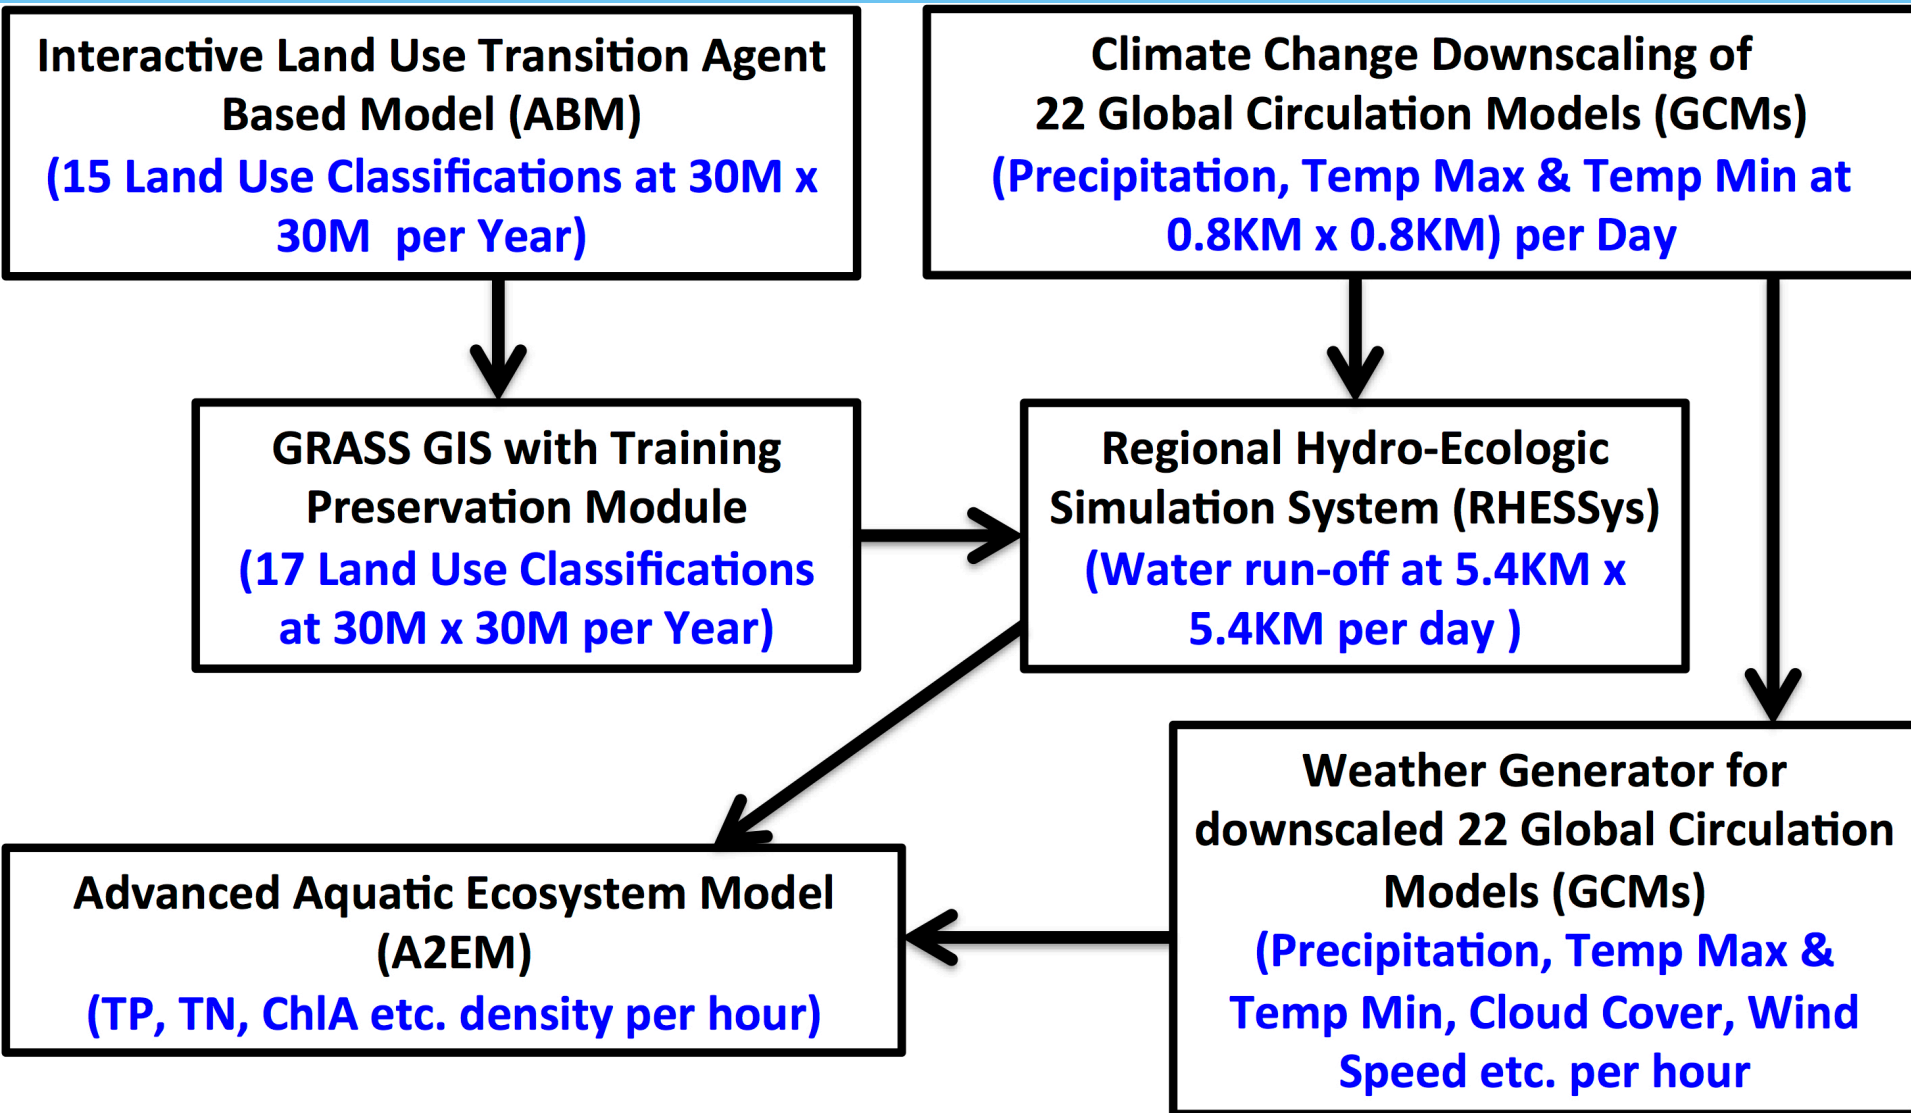 Interactive Land Use Transition Agent
Based Model (ABM)
(15 Land Use Classifications at 30M x
30M  per Year)
Climate Change Downscaling of
22 Global Circulation Models (GCMs)
(Precipitation, Temp Max & Temp Min at
0.8KM x 0.8KM) per Day
GRASS GIS with Training
Preservation Module
(17 Land Use Classifications
at 30M x 30M per Year)
Regional Hydro-Ecologic
Simulation System (RHESSys)
(Water run-off at 5.4KM x
5.4KM per day )
Advanced Aquatic Ecosystem Model
(A2EM)
(TP, TN, ChlA etc. density per hour)
Weather Generator for
downscaled 22 Global Circulation
Models (GCMs)
(Precipitation, Temp Max &
Temp Min, Cloud Cover, Wind
Speed etc. per hour